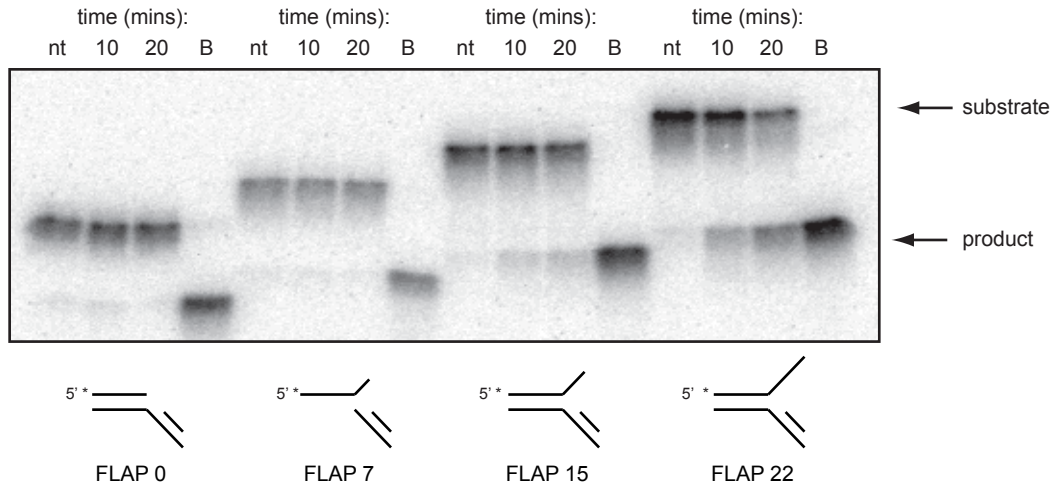 time (mins): time (mins): time (mins): time (mins):
nt 10 20 B nt 10 20 B nt 10 20 B nt 10 20 B
substrate
product
5' * 5' * 5' * 5' *
FLAP 0 FLAP 7 FLAP 15 FLAP 22